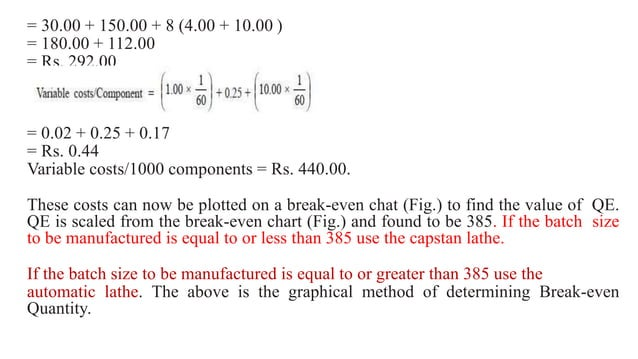 = 30.00 + 150.00 + 8 (4.00 + 10.00 )
= 180.00 + 112.00
= Rs. 292.00
Variable costs/Component = (1.00 × 1/60) + 0.25 + (10.00 × 1/60)
= 0.02 + 0.25 + 0.17
= Rs. 0.44
Variable costs/1000 components = Rs. 440.00.
These costs can now be plotted on a break-even chat (Fig.) to find the value of QE.
QE is scaled from the break-even chart (Fig.) and found to be 385. If the batch size
to be manufactured is equal to or less than 385 use the capstan lathe.
If the batch size to be manufactured is equal to or greater than 385 use the
automatic lathe. The above is the graphical method of determining Break-even
Quantity.